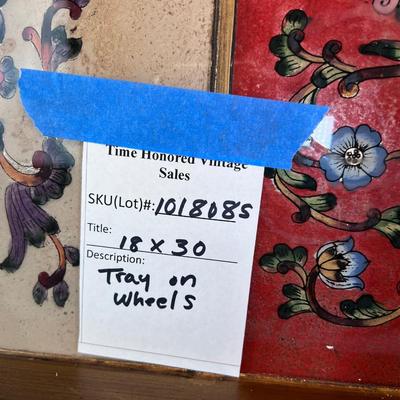 Time Honored Vintage
Sales
SKU(Lot)#: 1018085
Title:
18 x 30
Description:
Tray on
wheels